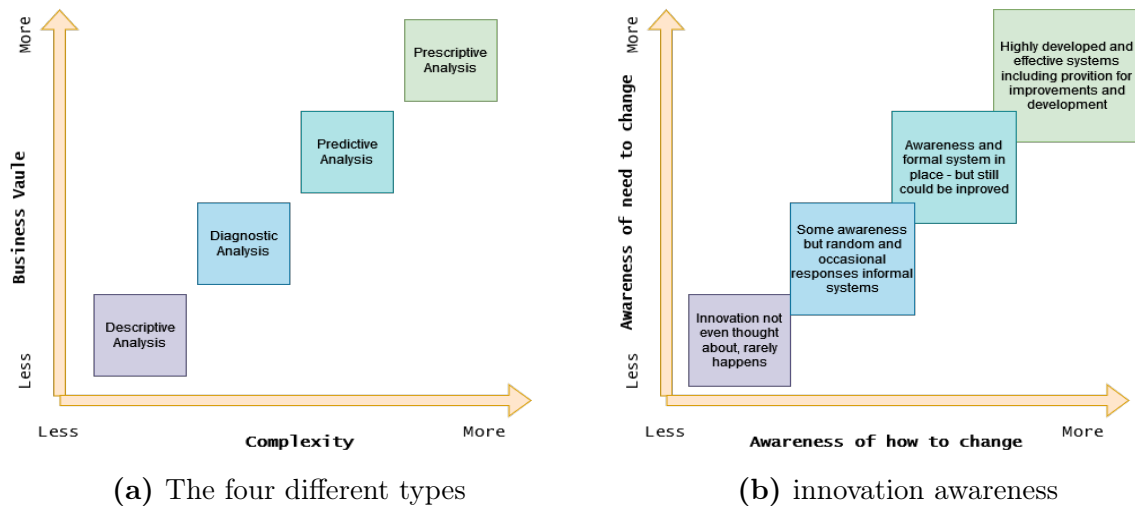 More
Business Vaule
Less
Prescriptive
Analysis
Predictive
Analysis
Diagnostic
Analysis
Descriptive
Analysis
Less
Complexity
More
(a) The four different types
More
Awareness of need to change
Less
Highly developed and
effective systems
including provition for
improvements and
development
Awareness and
formal system in
place - but still
could be inproved
Some awareness
but random and
occasional
responses informal
systems
Innovation not
even thought
about, rarely
happens
Less
Awareness of how to change
More
(b) innovation awareness